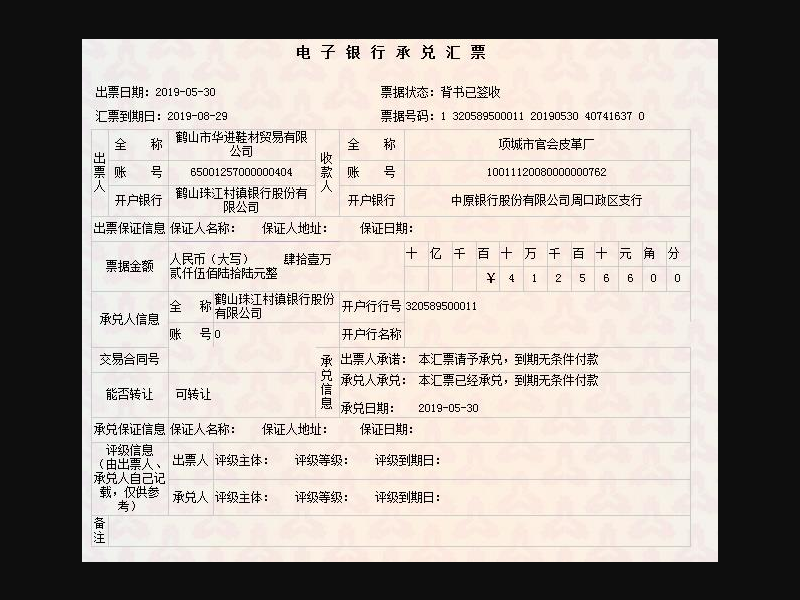 电子银行承兑汇票
出票日期：2019-05-30 票据状态：背书已签收
汇票到期日：2019-08-29 票据号码：1 320589500011 20190530 40741637 0
出票人
全 称 鹤山市华进鞋材贸易有限
公司
账 号 65001257000000404
开户银行 鹤山珠江村镇银行股份有
限公司
收款人
全 称 项城市官会皮革厂
账 号 10011120080000000762
开户银行 中原银行股份有限公司周口政区支行
出票保证信息 保证人名称： 保证人地址： 保证日期：
票据金额
人民币（大写） 肆拾壹万
贰仟伍佰陆拾陆元整
十 亿 千 百 十 万 千 百 十 元 角 分
￥ 4 1 2 5 6 6 0 0
承兑人信息
全 称 鹤山珠江村镇银行股份
有限公司
开户行行号 320589500011
账 号 0 开户行名称
交易合同号
能否转让 可转让
承兑信息
出票人承诺： 本汇票请予承兑，到期无条件付款
承兑人承兑： 本汇票已经承兑，到期无条件付款
承兑日期： 2019-05-30
承兑保证信息 保证人名称： 保证人地址： 保证日期：
评级信息
（由出票人、
承兑人自己记
载，仅供参
考）
出票人 评级主体： 评级等级： 评级到期日：
承兑人 评级主体： 评级等级： 评级到期日：
备注